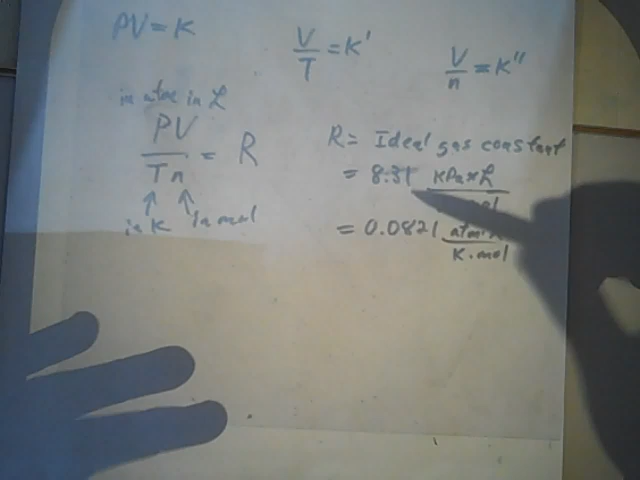 PV = K
V/T = K'
V/n = K"
in atm in L
PV/Tn = R
in K in mol
R = Ideal gas constant
= 8.31 KPa x L
= 0.0821 atm
K.mol